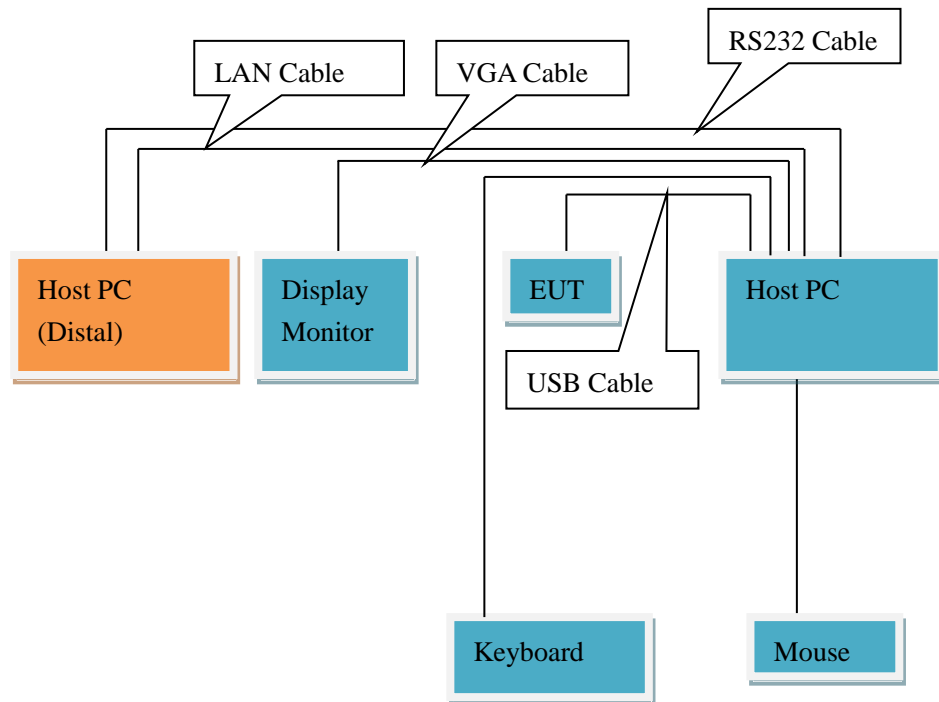 RS232 Cable
LAN Cable
VGA Cable
Host PC
(Distal)
Display
Monitor
EUT
Host PC
USB Cable
Keyboard
Mouse